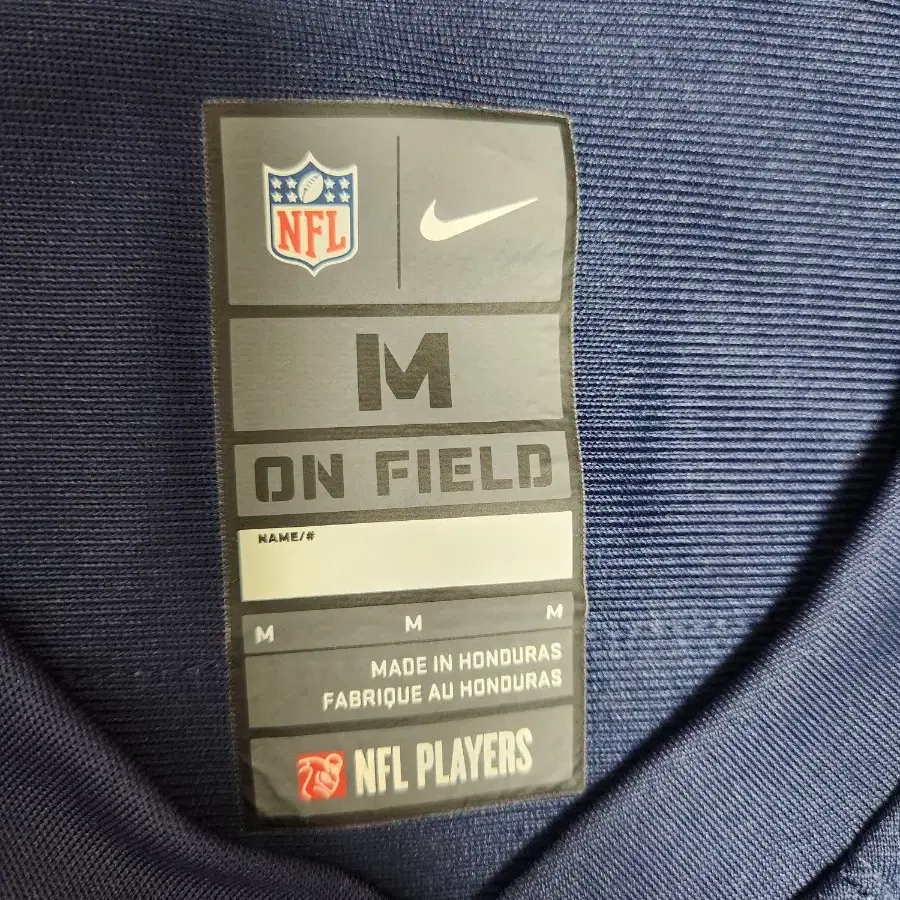 NFL
M
ON FIELD
NAME/#
M M M
MADE IN HONDURAS
FABRIQUE AU HONDURAS
NFL PLAYERS